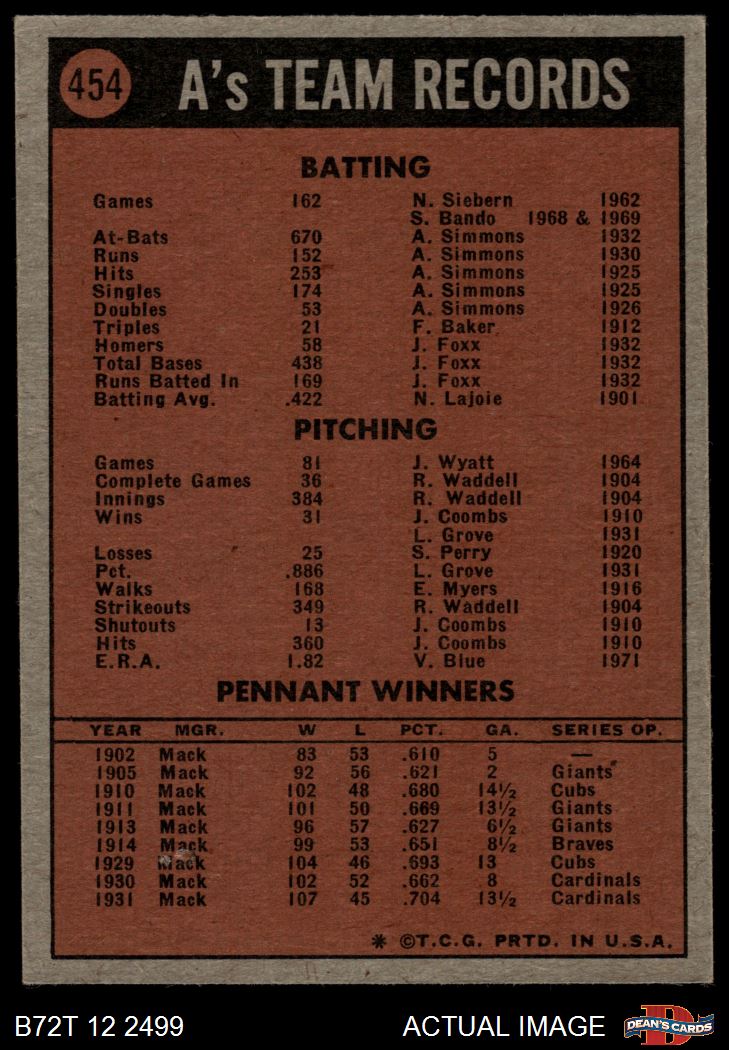 454 A's TEAM RECORDS
BATTING
Games 162 N. Siebern 1962
S. Bando 1968 & 1969
At-Bats 670 A. Simmons 1932
Runs 152 A. Simmons 1930
Hits 253 A. Simmons 1925
Singles 174 A. Simmons 1925
Doubles 53 A. Simmons 1926
Triples 21 F. Baker 1912
Homers 58 J. Foxx 1932
Total Bases 438 J. Foxx 1932
Runs Batted In 169 J. Foxx 1932
Batting Avg. .422 N. Lajoie 1901
PITCHING
Games 81 J. Wyatt 1964
Complete Games 36 R. Waddell 1904
Innings 384 R. Waddell 1904
Wins 31 J. Coombs 1910
L. Grove 1931
Losses 25 S. Perry 1920
Pct. .886 L. Grove 1931
Walks 168 E. Myers 1916
Strikeouts 349 R. Waddell 1904
Shutouts 13 J. Coombs 1910
Hits 360 J. Coombs 1910
E.R.A. 1.82 V. Blue 1971
PENNANT WINNERS
YEAR MGR. W L PCT. GA. SERIES OP.
1902 Mack 83 53 .610 5 —
1905 Mack 92 56 .621 2 Giants
1910 Mack 102 48 .680 14½ Cubs
1911 Mack 101 50 .669 13½ Giants
1913 Mack 96 57 .627 6½ Giants
1914 Mack 99 53 .651 8½ Braves
1929 Mack 104 46 .693 13 Cubs
1930 Mack 102 52 .662 8 Cardinals
1931 Mack 107 45 .704 13½ Cardinals
* ©T.C.G. PRTD. IN U.S.A.
B72T 12 2499 ACTUAL IMAGE DEAN'S CARDS